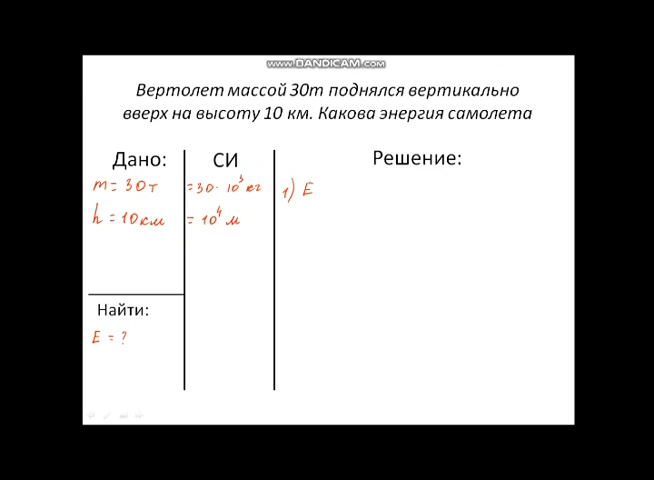 www.BANDICAM.com
Вертолет массой 30т поднялся вертикально
вверх на высоту 10 км. Какова энергия самолета
Дано:
СИ
Решение:
m = 30т
= 30 · 10³ кг
1) E
h = 10км
= 10⁴ м
Найти:
E = ?